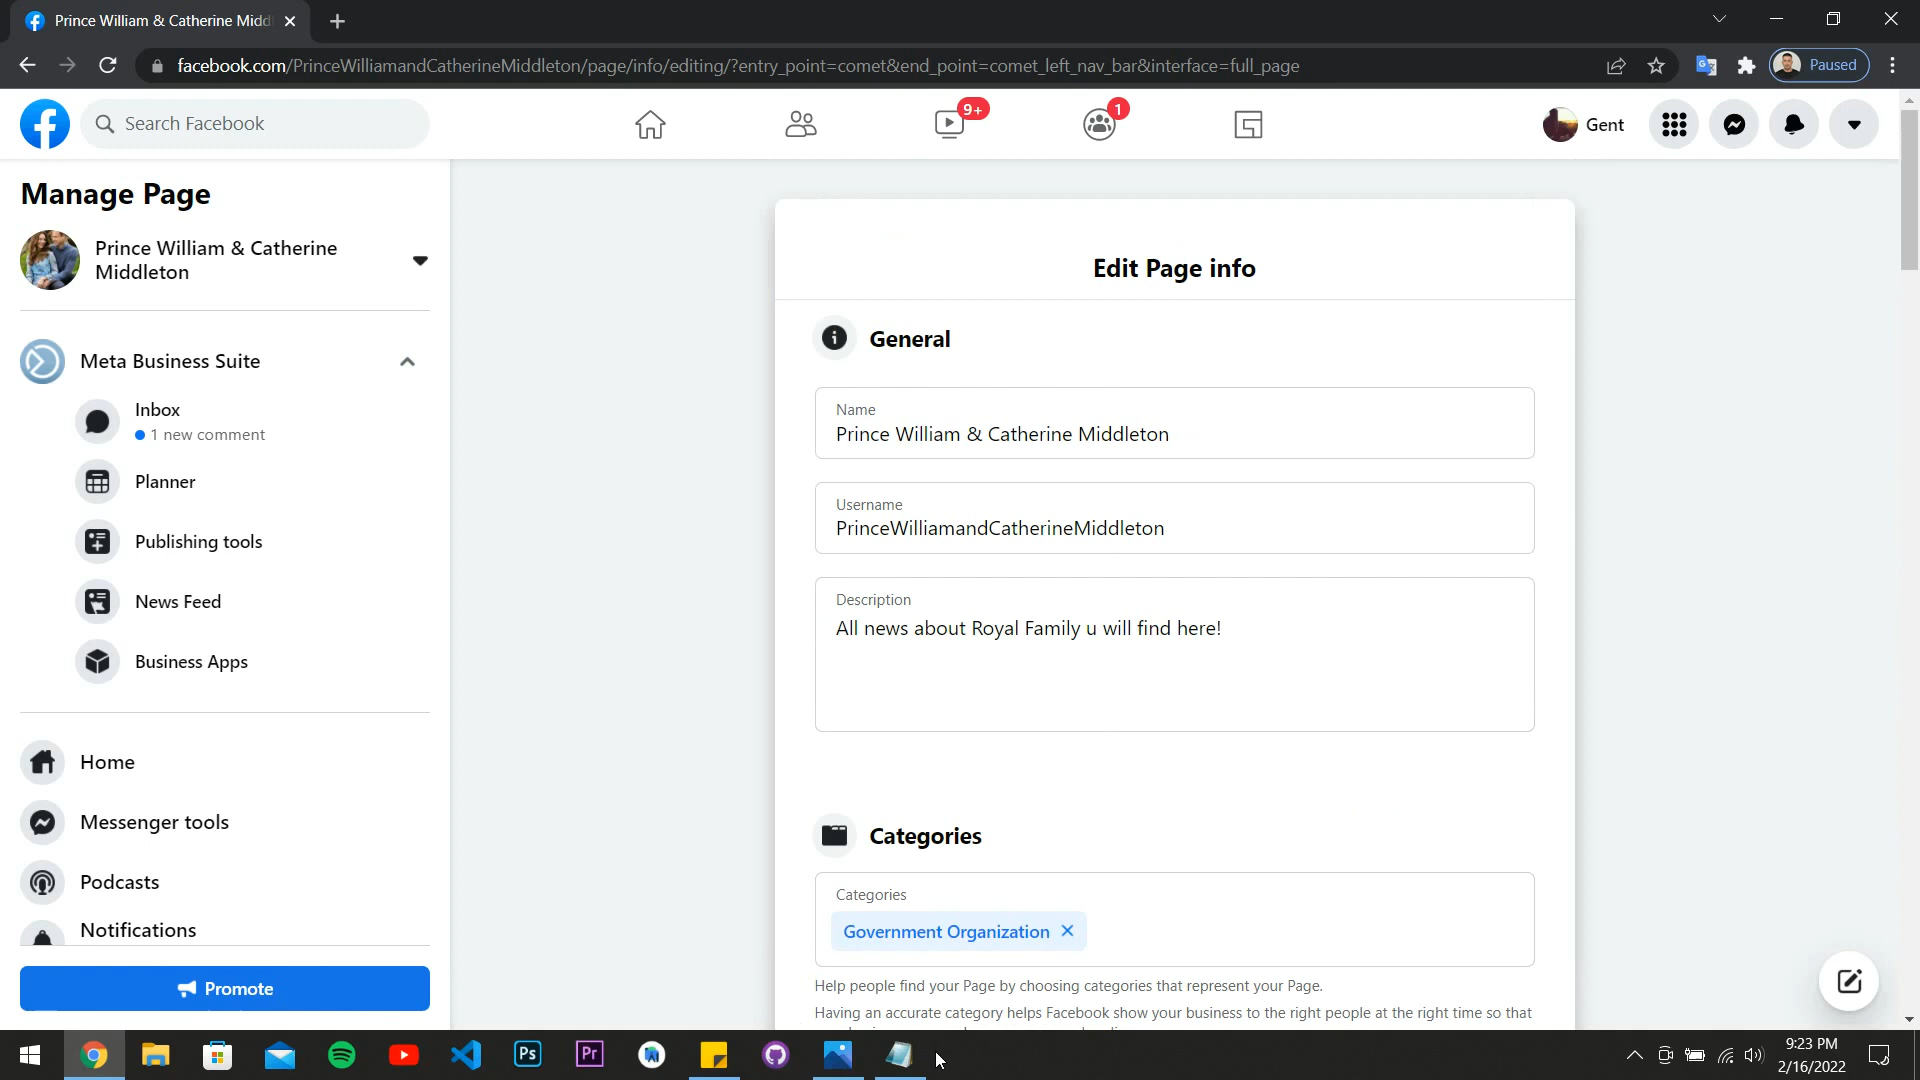 Prince William & Catherine Midd
facebook.com/PrinceWilliamandCatherineMiddleton/page/info/editing/?entry_point=comet&end_point=comet_left_nav_bar&interface=full_page
Paused
Search Facebook
9+
1
Gent
Manage Page
Prince William & Catherine
Middleton
Meta Business Suite
Inbox
1 new comment
Planner
Publishing tools
News Feed
Business Apps
Home
Messenger tools
Podcasts
Notifications
Promote
Edit Page info
General
Name
Prince William & Catherine Middleton
Username
PrinceWilliamandCatherineMiddleton
Description
All news about Royal Family u will find here!
Categories
Categories
Government Organization
Help people find your Page by choosing categories that represent your Page.
Having an accurate category helps Facebook show your business to the right people at the right time so that
Ps
Pr
9:23 PM
2/16/2022